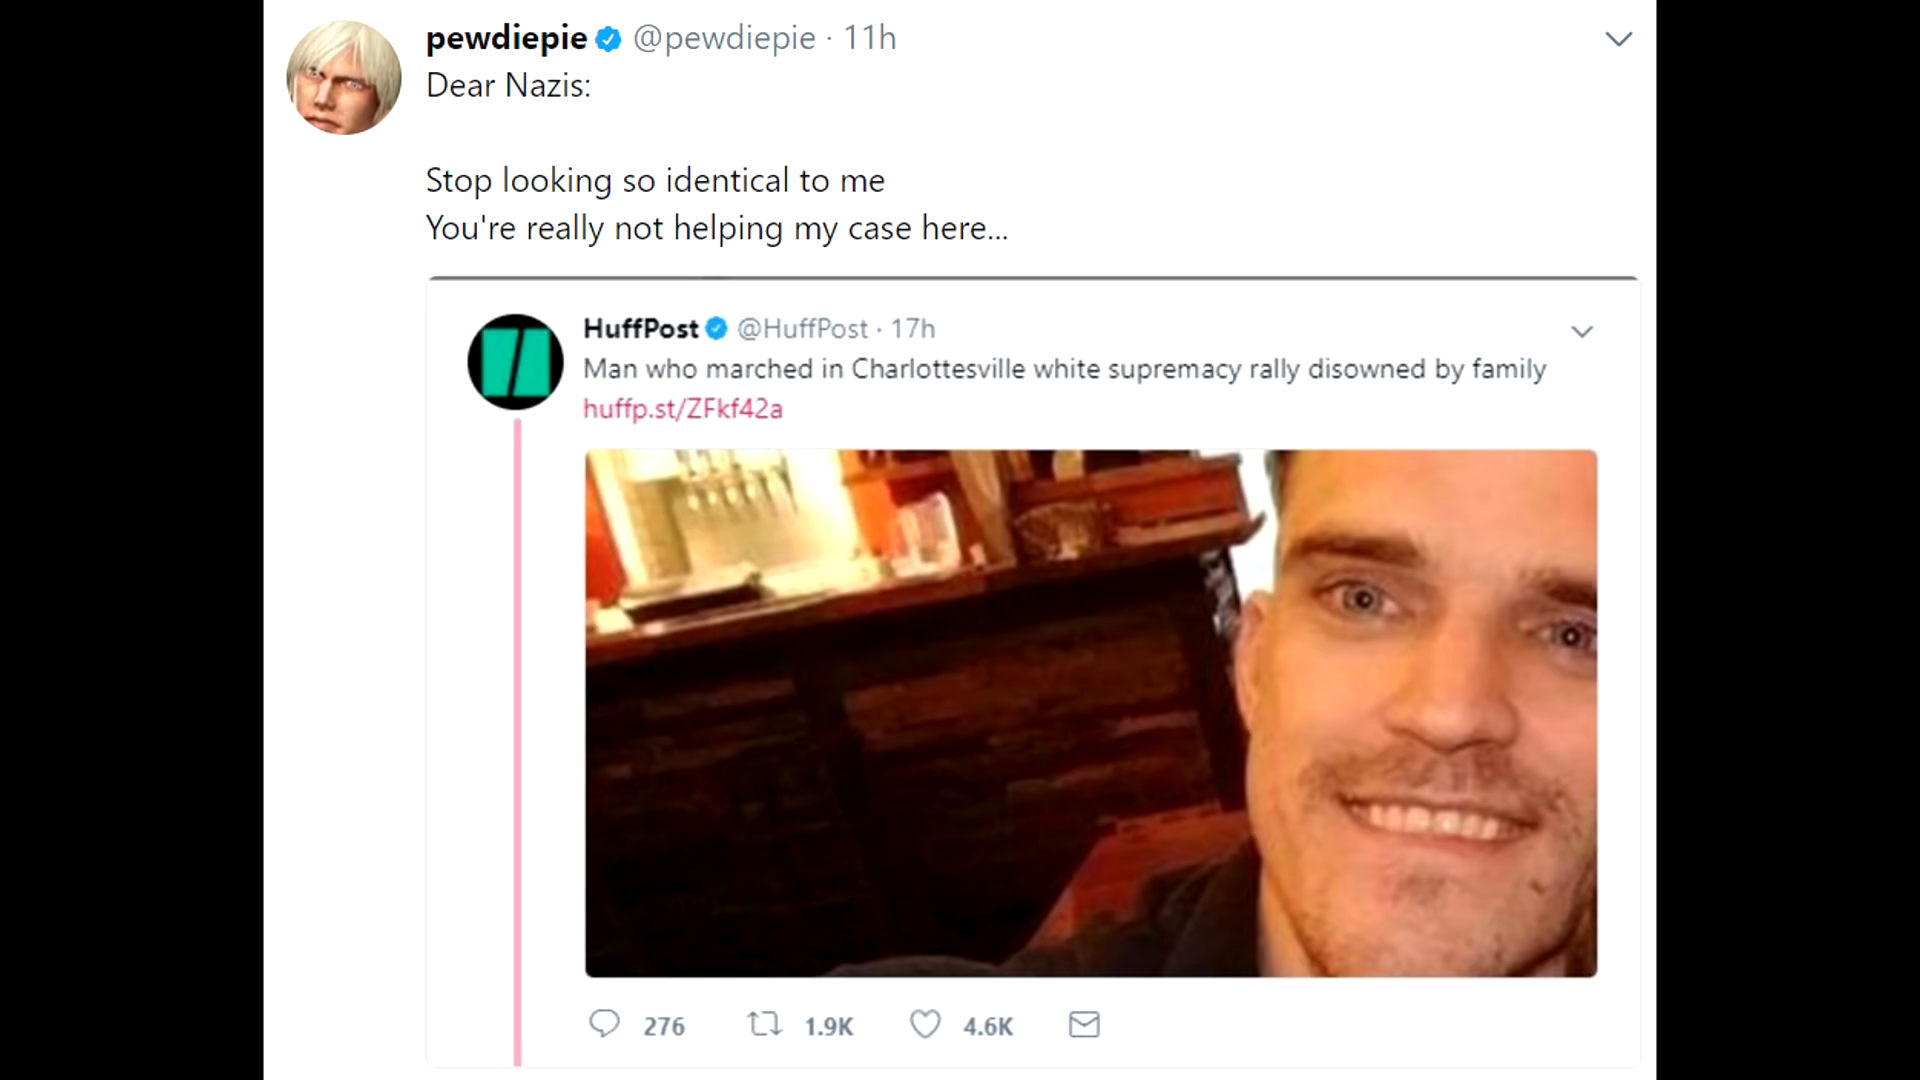 pewdiepie @pewdiepie · 11h
Dear Nazis:
Stop looking so identical to me
You're really not helping my case here...
HuffPost @HuffPost · 17h
Man who marched in Charlottesville white supremacy rally disowned by family
huffp.st/ZFkf42a
276 1.9K 4.6K